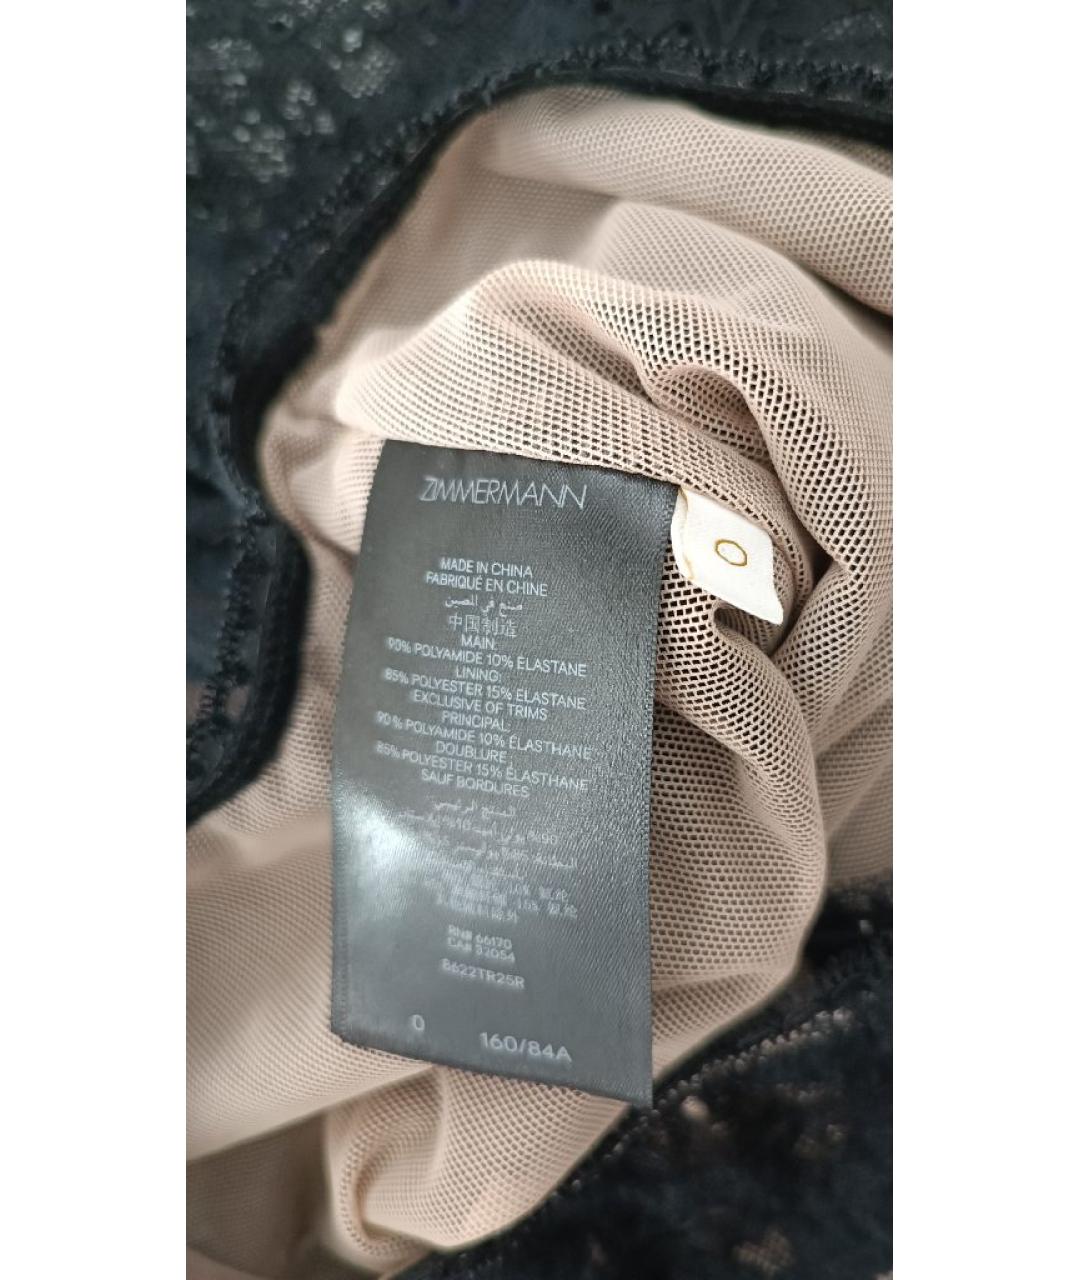 ZIMMERMANN
0
MADE IN CHINA
FABRIQUÉ EN CHINE
صنع في الصين
中国制造
MAIN:
90% POLYAMIDE 10% ELASTANE
LINING:
85% POLYESTER 15% ELASTANE
EXCLUSIVE OF TRIMS
PRINCIPAL:
90% POLYAMIDE 10% ÉLASTHANE
DOUBLURE:
85% POLYESTER 15% ÉLASTHANE
SAUF BORDURES
المنتج الرئيسي
RN# 66170
CA# 32054
8622TR25R
0 160/84A